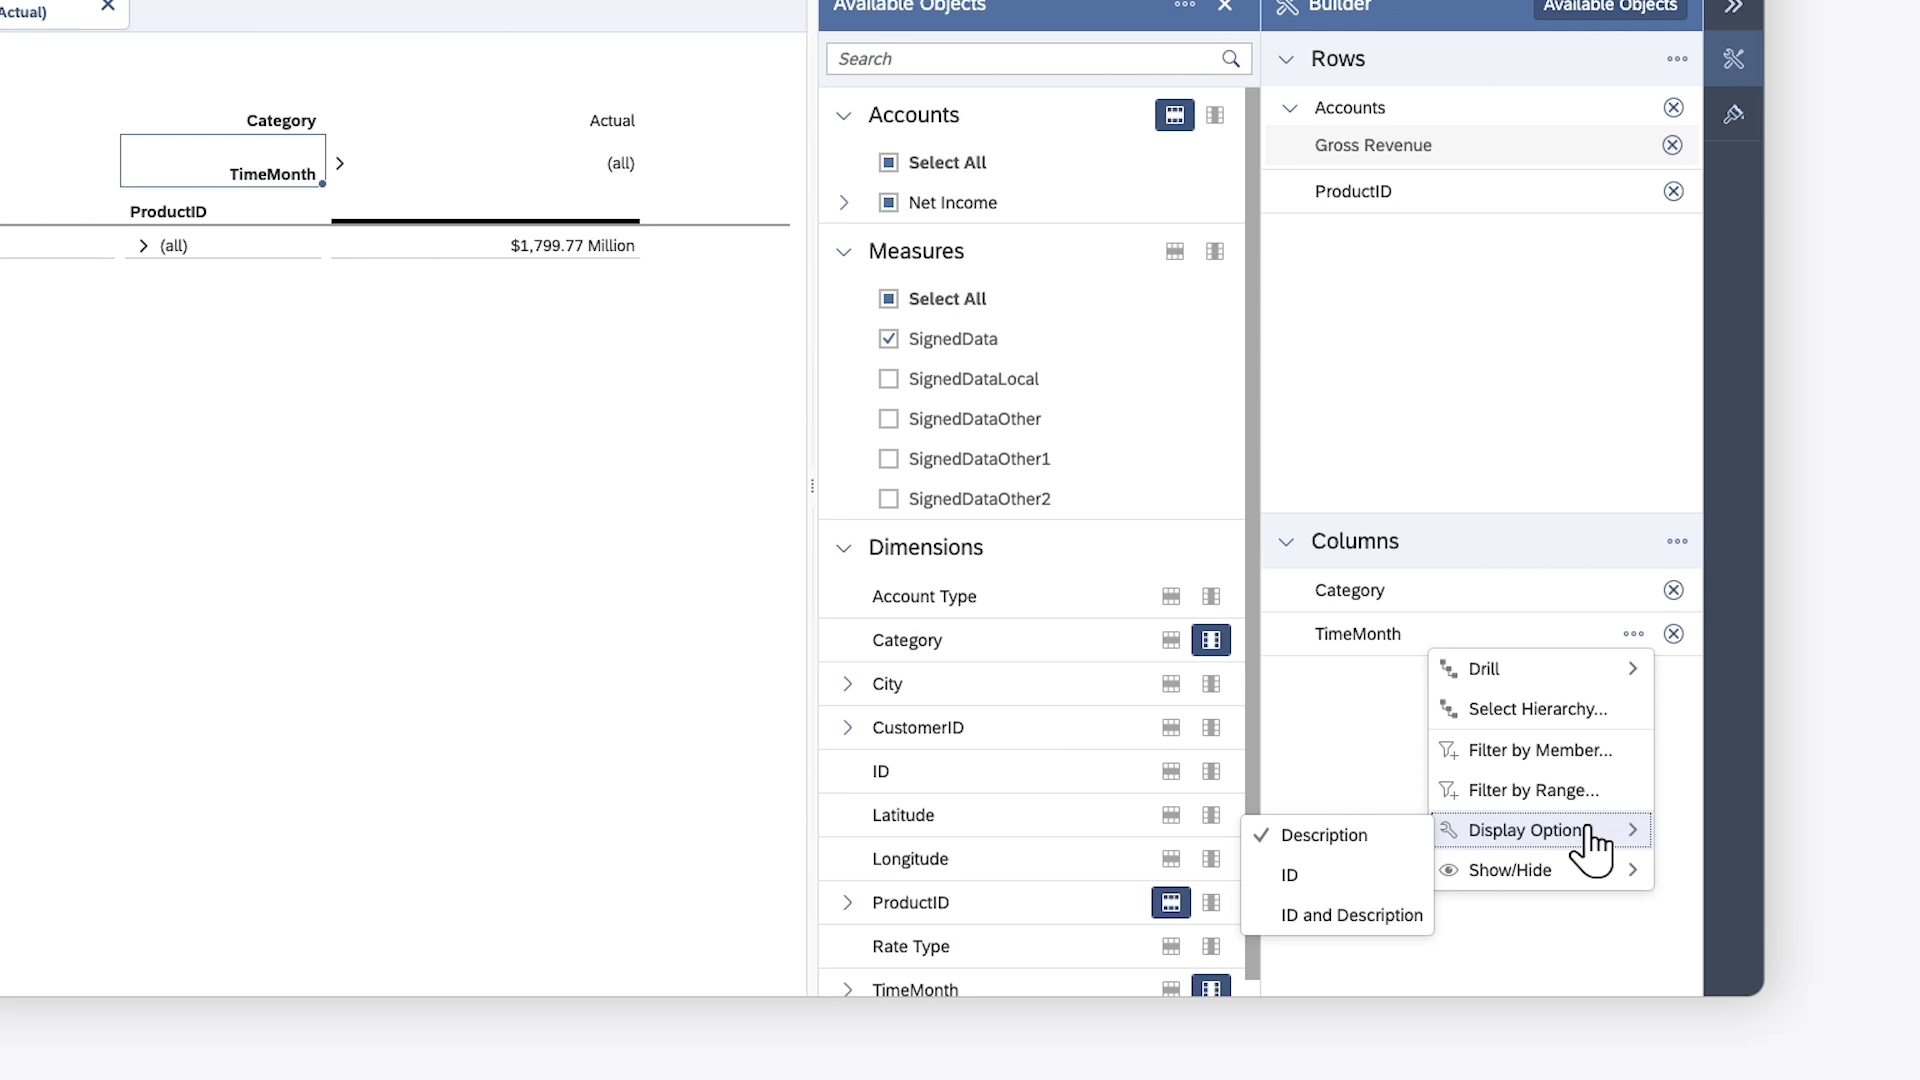 Actual)
Category
Actual
TimeMonth
(all)
ProductID
(all)
$1,799.77 Million
Available Objects
Search
Accounts
Select All
Net Income
Measures
Select All
SignedData
SignedDataLocal
SignedDataOther
SignedDataOther1
SignedDataOther2
Dimensions
Account Type
Category
City
CustomerID
ID
Latitude
Longitude
ProductID
Rate Type
TimeMonth
Builder
Available Objects
Rows
Accounts
Gross Revenue
ProductID
Columns
Category
TimeMonth
Drill
Select Hierarchy...
Filter by Member...
Filter by Range...
Display Option
Show/Hide
Description
ID
ID and Description